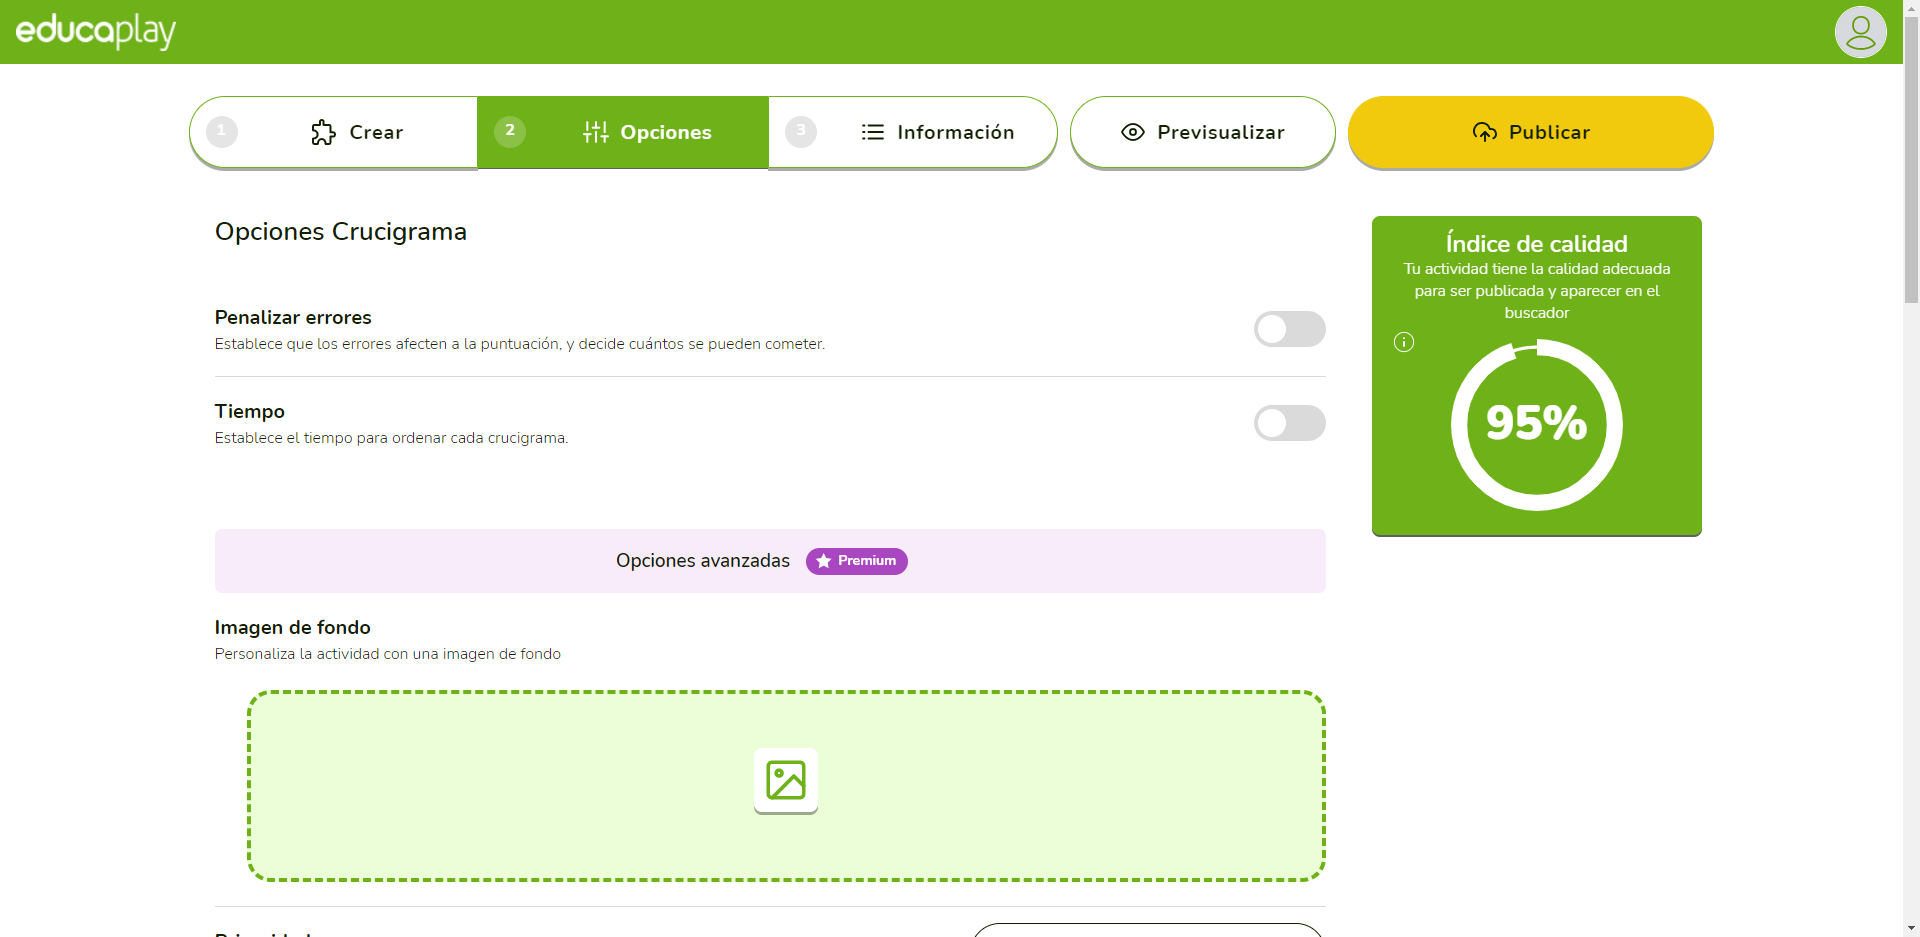 educaplay
1 Crear
2 Opciones
3 Información
Previsualizar
Publicar
Opciones Crucigrama
Penalizar errores
Establece que los errores afecten a la puntuación, y decide cuántos se pueden cometer.
Tiempo
Establece el tiempo para ordenar cada crucigrama.
Opciones avanzadas Premium
Imagen de fondo
Personaliza la actividad con una imagen de fondo
Índice de calidad
Tu actividad tiene la calidad adecuada
para ser publicada y aparecer en el
buscador
95%